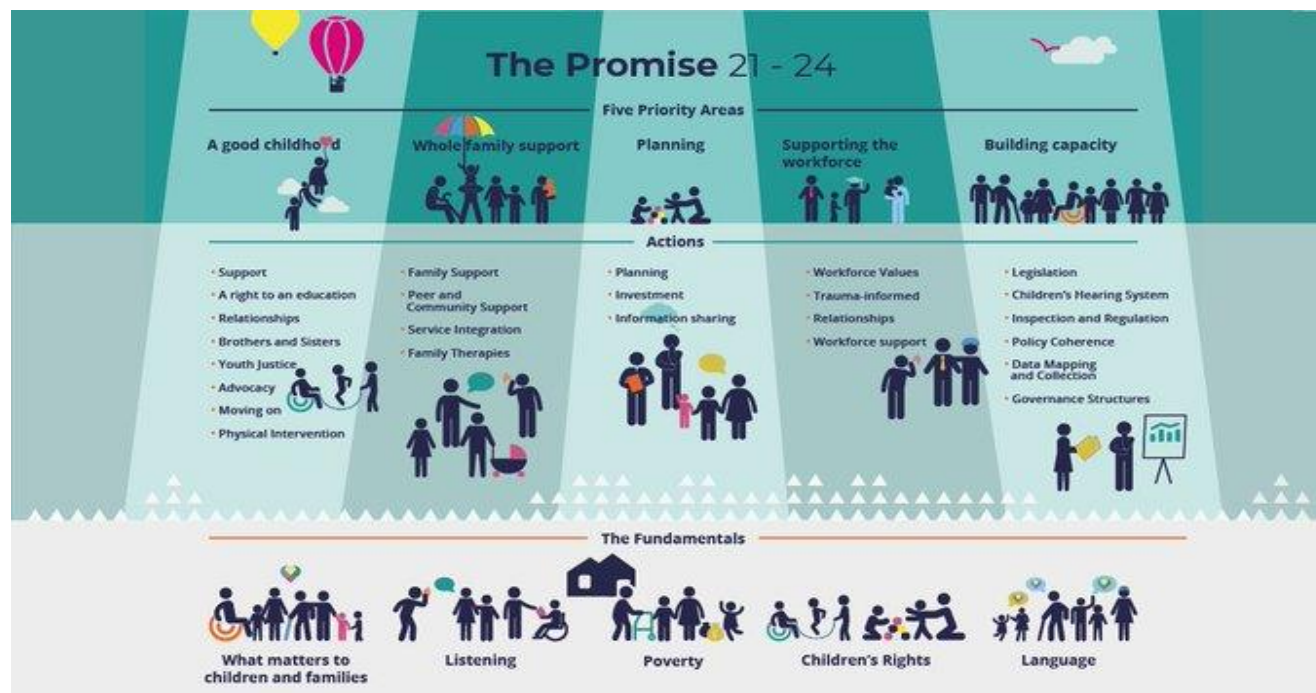 The Promise 21 - 24
Five Priority Areas
A good childhood
Whole family support
Planning
Supporting the
workforce
Building capacity
Actions
• Support
• A right to an education
• Relationships
• Brothers and Sisters
• Youth Justice
• Advocacy
• Moving on
• Physical Intervention
• Family Support
• Peer and
Community Support
• Service Integration
• Family Therapies
• Planning
• Investment
• Information sharing
• Workforce Values
• Trauma-informed
• Relationships
• Workforce support
• Legislation
• Children's Hearing System
• Inspection and Regulation
• Policy Coherence
• Data Mapping
and Collection
• Governance Structures
The Fundamentals
What matters to
children and families
Listening
Poverty
Children's Rights
Language